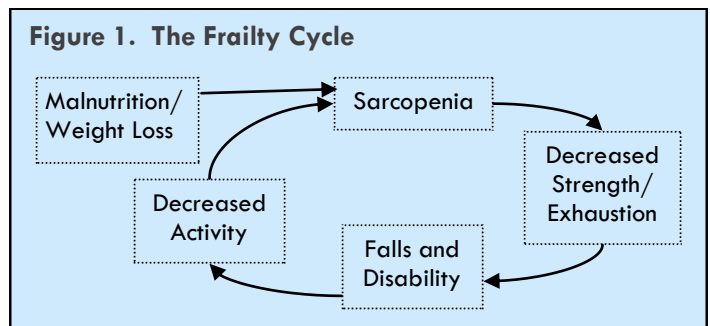 Figure 1. The Frailty Cycle
Malnutrition/
Weight Loss
Sarcopenia
Decreased
Strength/
Exhaustion
Falls and
Disability
Decreased
Activity